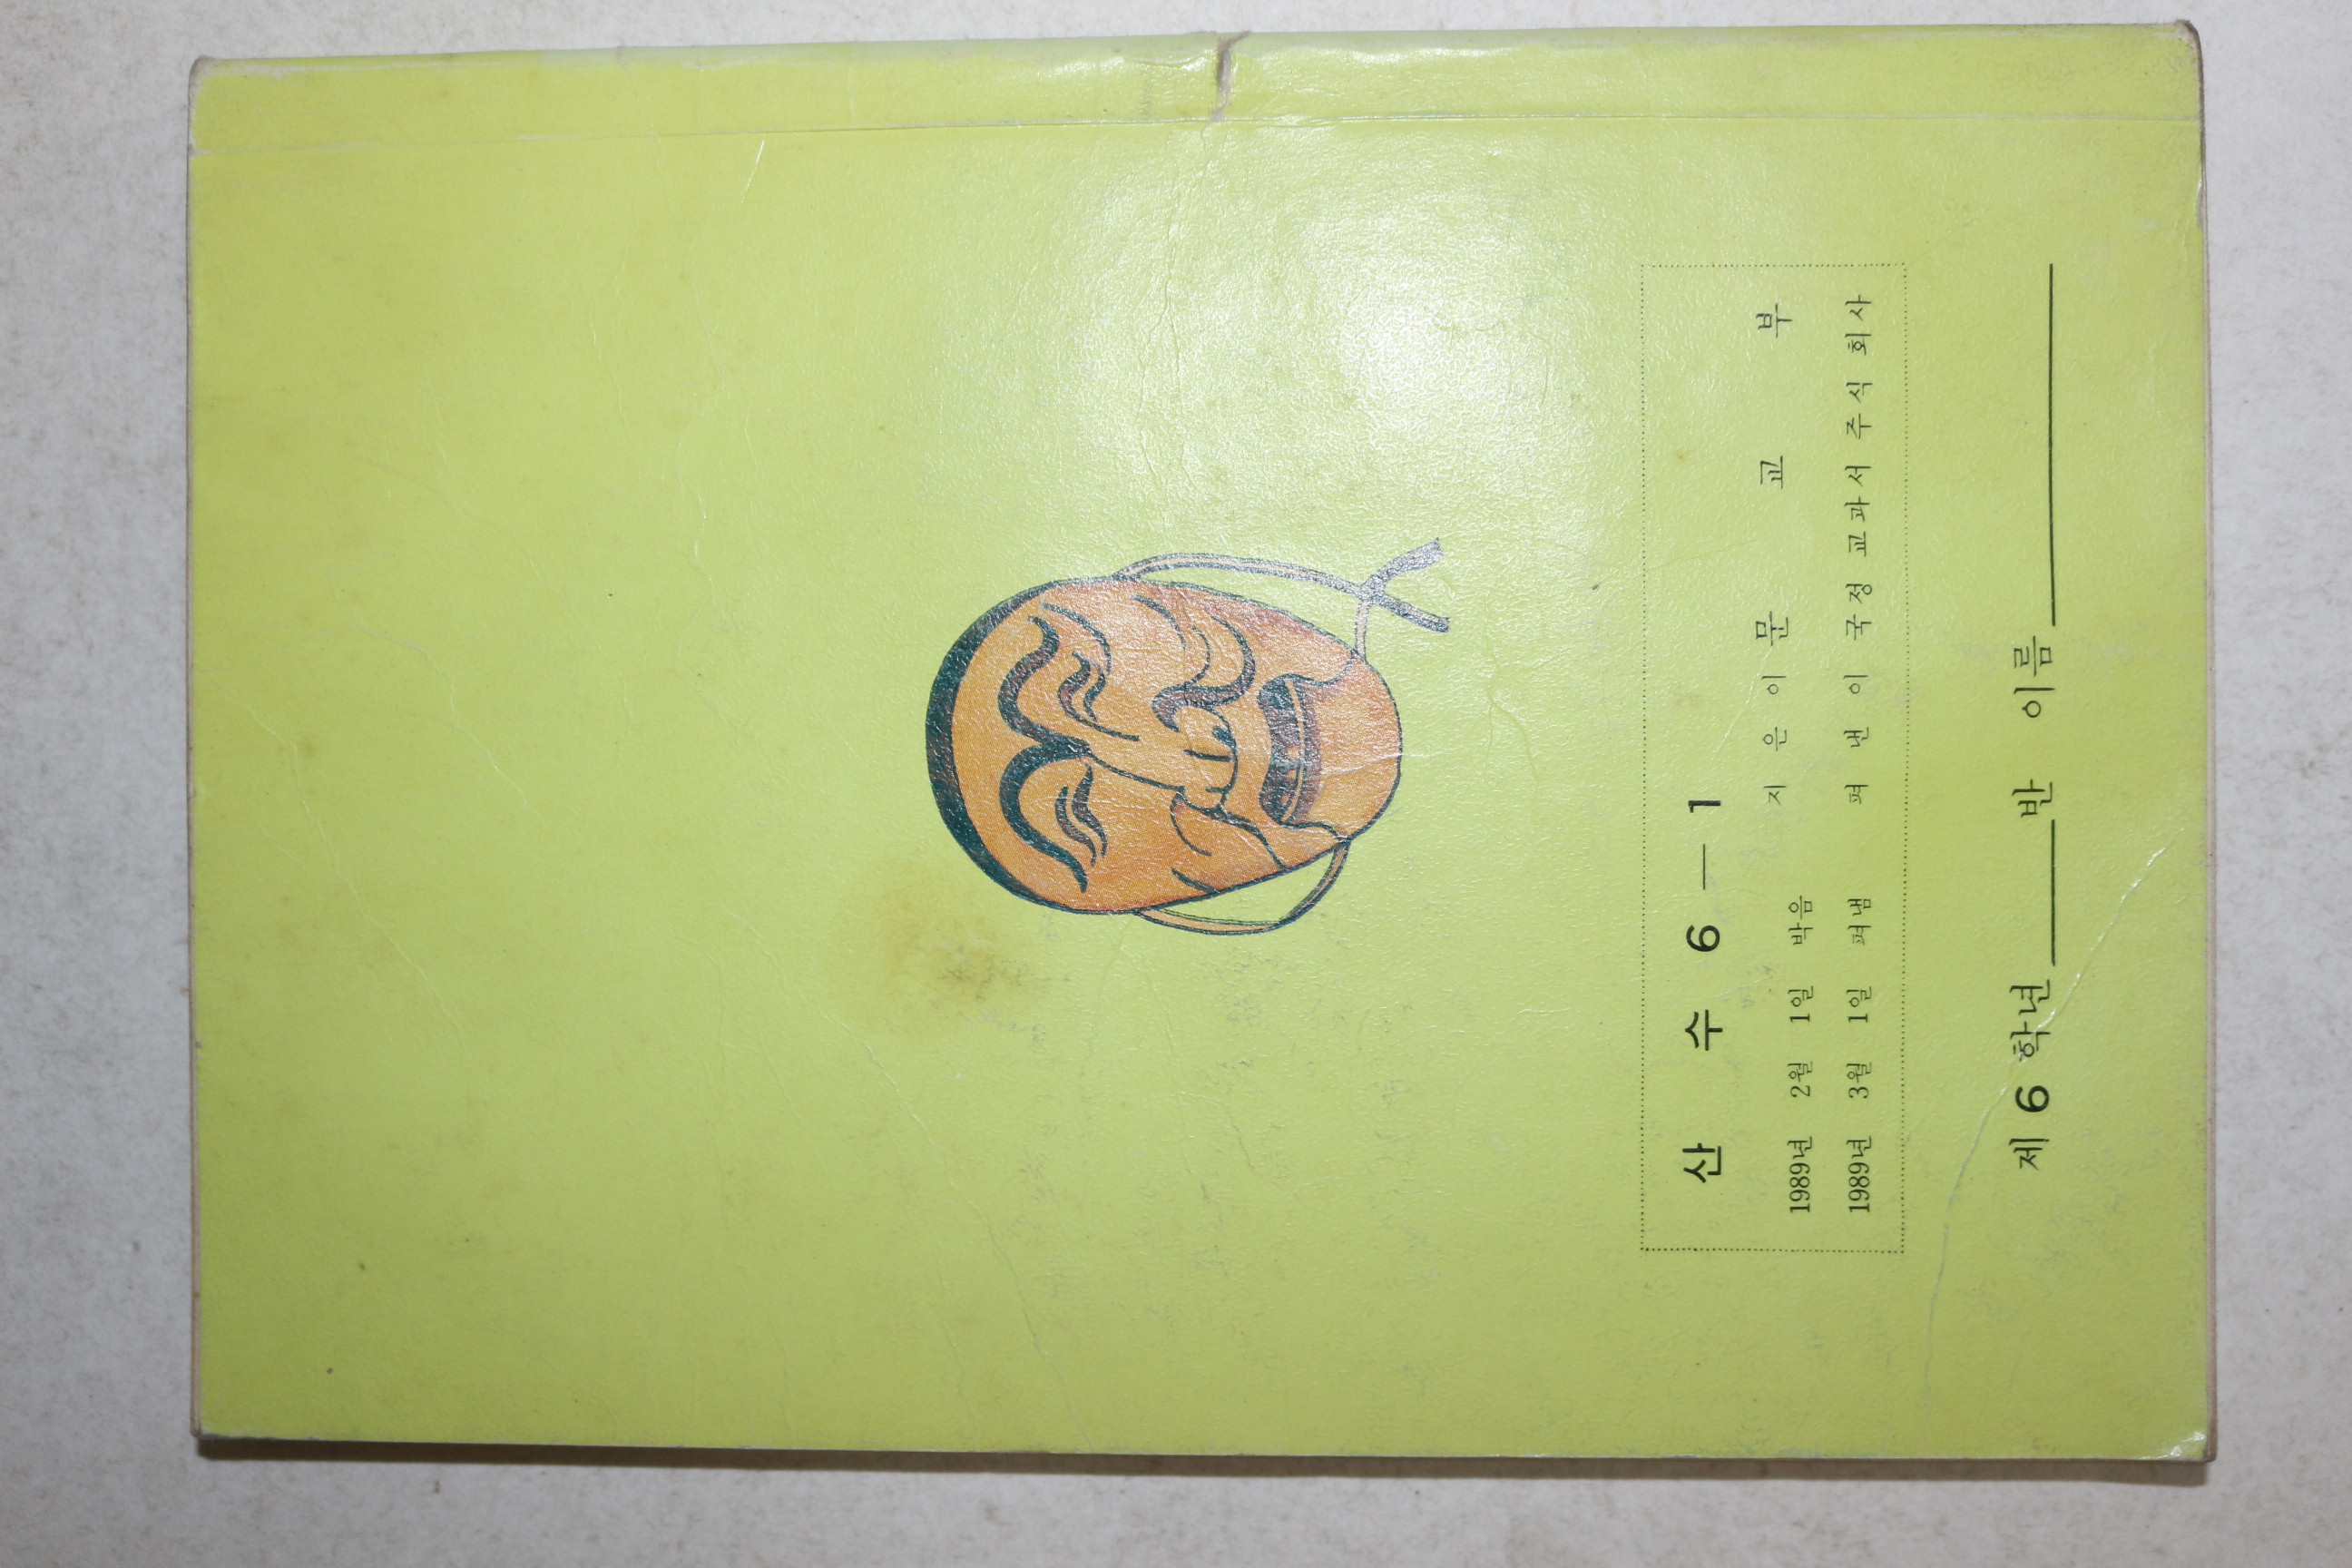 산 수 6 — 1
1989년 2월 1일 박음
1989년 3월 1일 펴냄
지 은 이 문 교 부
펴 낸 이 국 정 교 과 서 주 식 회 사
제 6 학년 반 이름